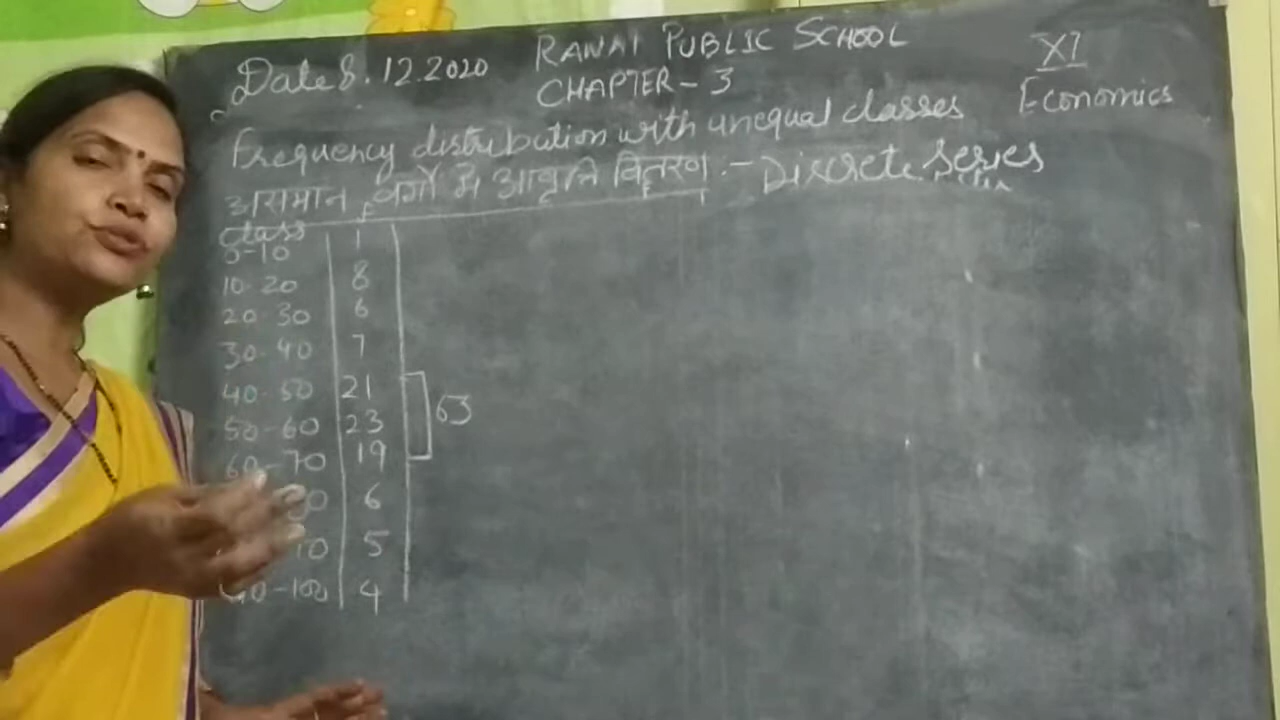 Date 8.12.2020 RANAI PUBLIC SCHOOL XI
CHAPTER-3 Economics
Frequency distribution with unequal classes
असमान वर्गों में आवृत्ति वितरण :- Discrete Series
class F
0-10 1
10-20 8
20-30 6
30-40 7
40-50 21
50-60 23 63
60-70 19
6
5
-100 4